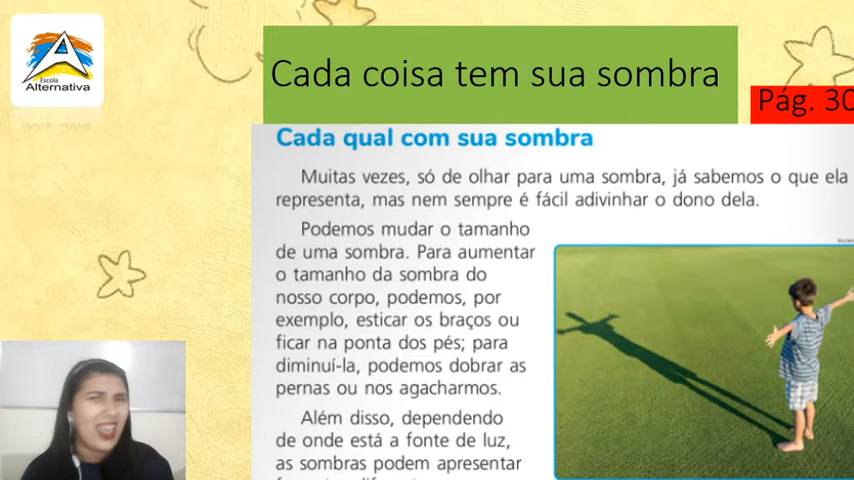 Escola
Alternativa
Cada coisa tem sua sombra
Pág. 30
Cada qual com sua sombra
Muitas vezes, só de olhar para uma sombra, já sabemos o que ela
representa, mas nem sempre é fácil adivinhar o dono dela.
Podemos mudar o tamanho
de uma sombra. Para aumentar
o tamanho da sombra do
nosso corpo, podemos, por
exemplo, esticar os braços ou
ficar na ponta dos pés; para
diminuí-la, podemos dobrar as
pernas ou nos agacharmos.
Além disso, dependendo
de onde está a fonte de luz,
as sombras podem apresentar